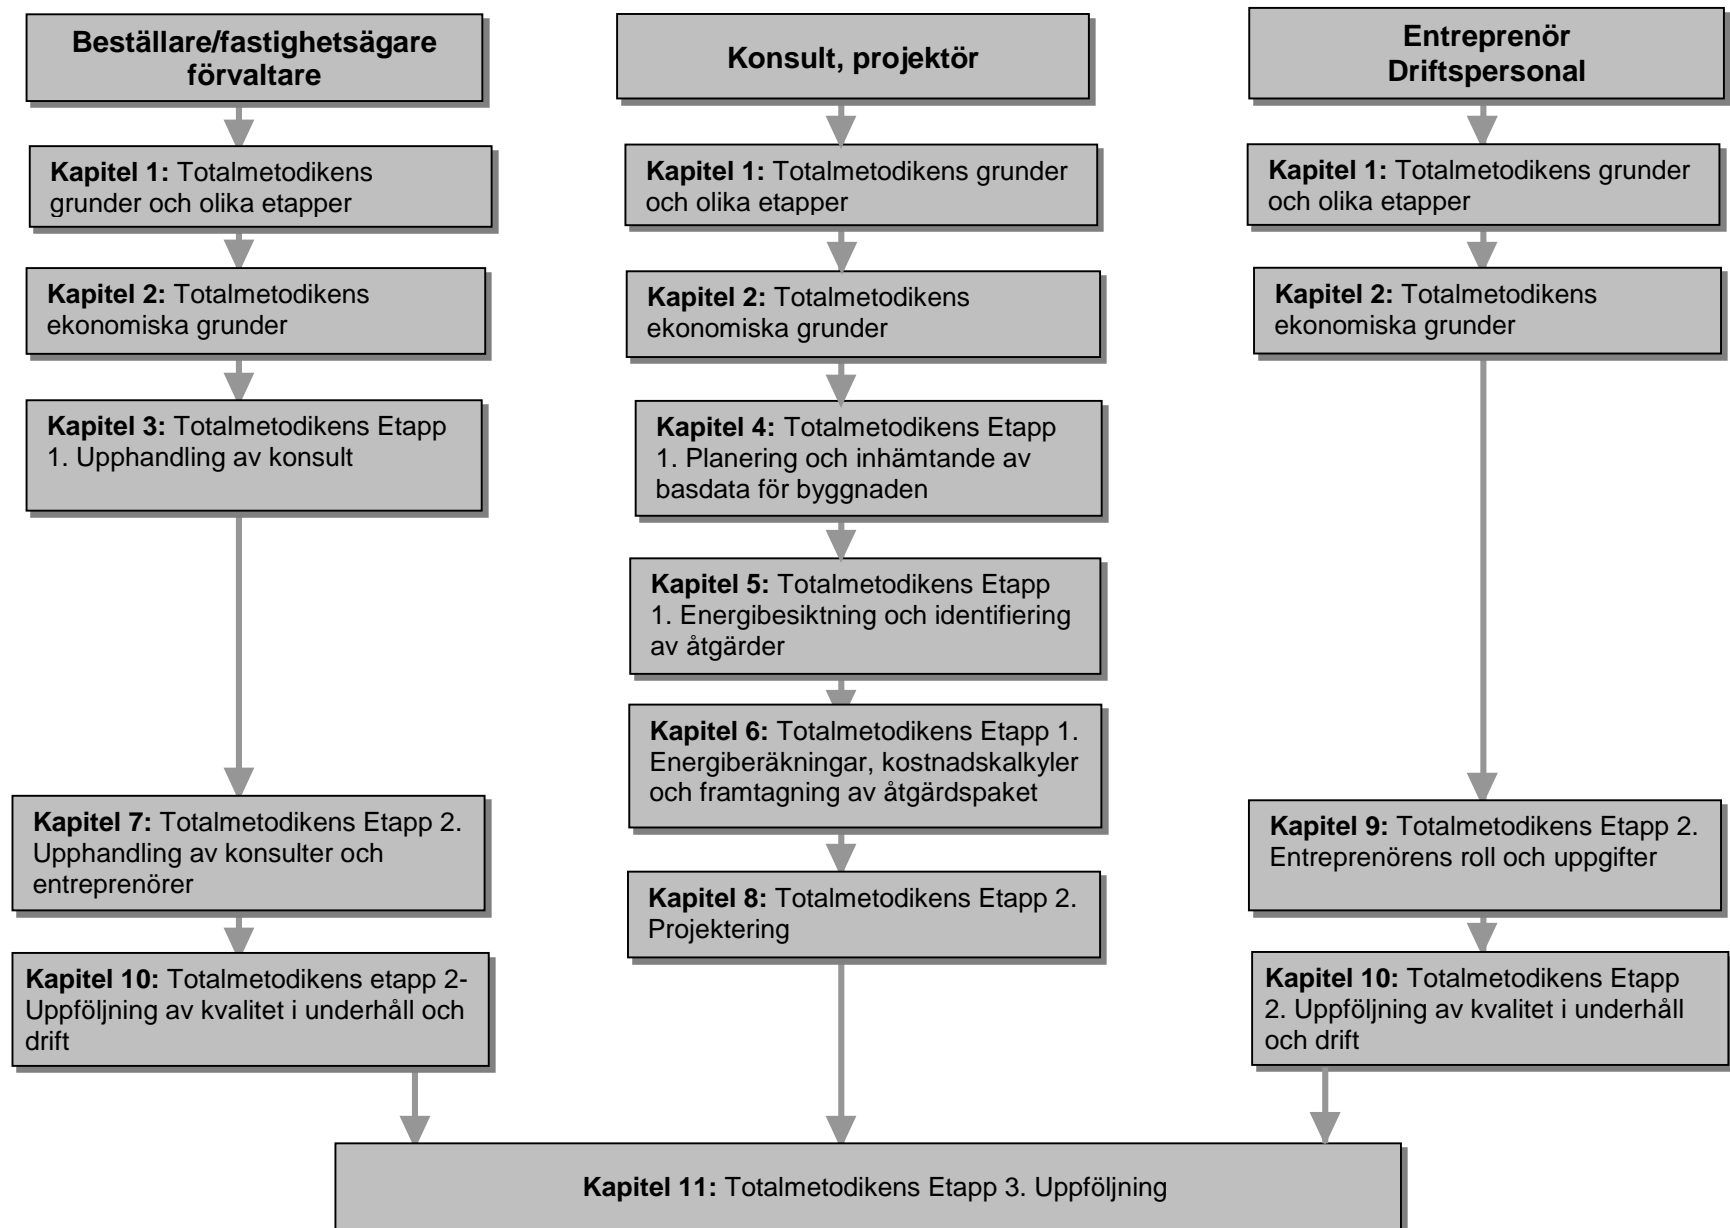 Beställare/fastighetsägare
förvaltare
Kapitel 1: Totalmetodikens
grunder och olika etapper
Kapitel 2: Totalmetodikens
ekonomiska grunder
Kapitel 3: Totalmetodikens Etapp
1. Upphandling av konsult
Kapitel 7: Totalmetodikens Etapp 2.
Upphandling av konsulter och
entreprenörer
Kapitel 10: Totalmetodikens etapp 2-
Uppföljning av kvalitet i underhåll och
drift
Konsult, projektör
Kapitel 1: Totalmetodikens grunder
och olika etapper
Kapitel 2: Totalmetodikens
ekonomiska grunder
Kapitel 4: Totalmetodikens Etapp
1. Planering och inhämtande av
basdata för byggnaden
Kapitel 5: Totalmetodikens Etapp
1. Energibesiktning och identifiering
av åtgärder
Kapitel 6: Totalmetodikens Etapp 1.
Energiberäkningar, kostnadskalkyler
och framtagning av åtgärdspaket
Kapitel 8: Totalmetodikens Etapp 2.
Projektering
Entreprenör
Driftspersonal
Kapitel 1: Totalmetodikens grunder
och olika etapper
Kapitel 2: Totalmetodikens
ekonomiska grunder
Kapitel 9: Totalmetodikens Etapp 2.
Entreprenörens roll och uppgifter
Kapitel 10: Totalmetodikens Etapp
2. Uppföljning av kvalitet i underhåll
och drift
Kapitel 11: Totalmetodikens Etapp 3. Uppföljning